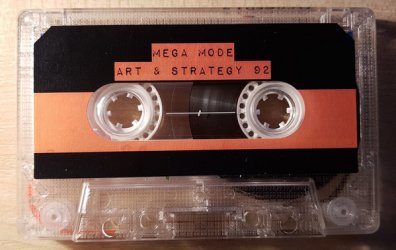 MEGA MODE
ART & STRATEGY 92